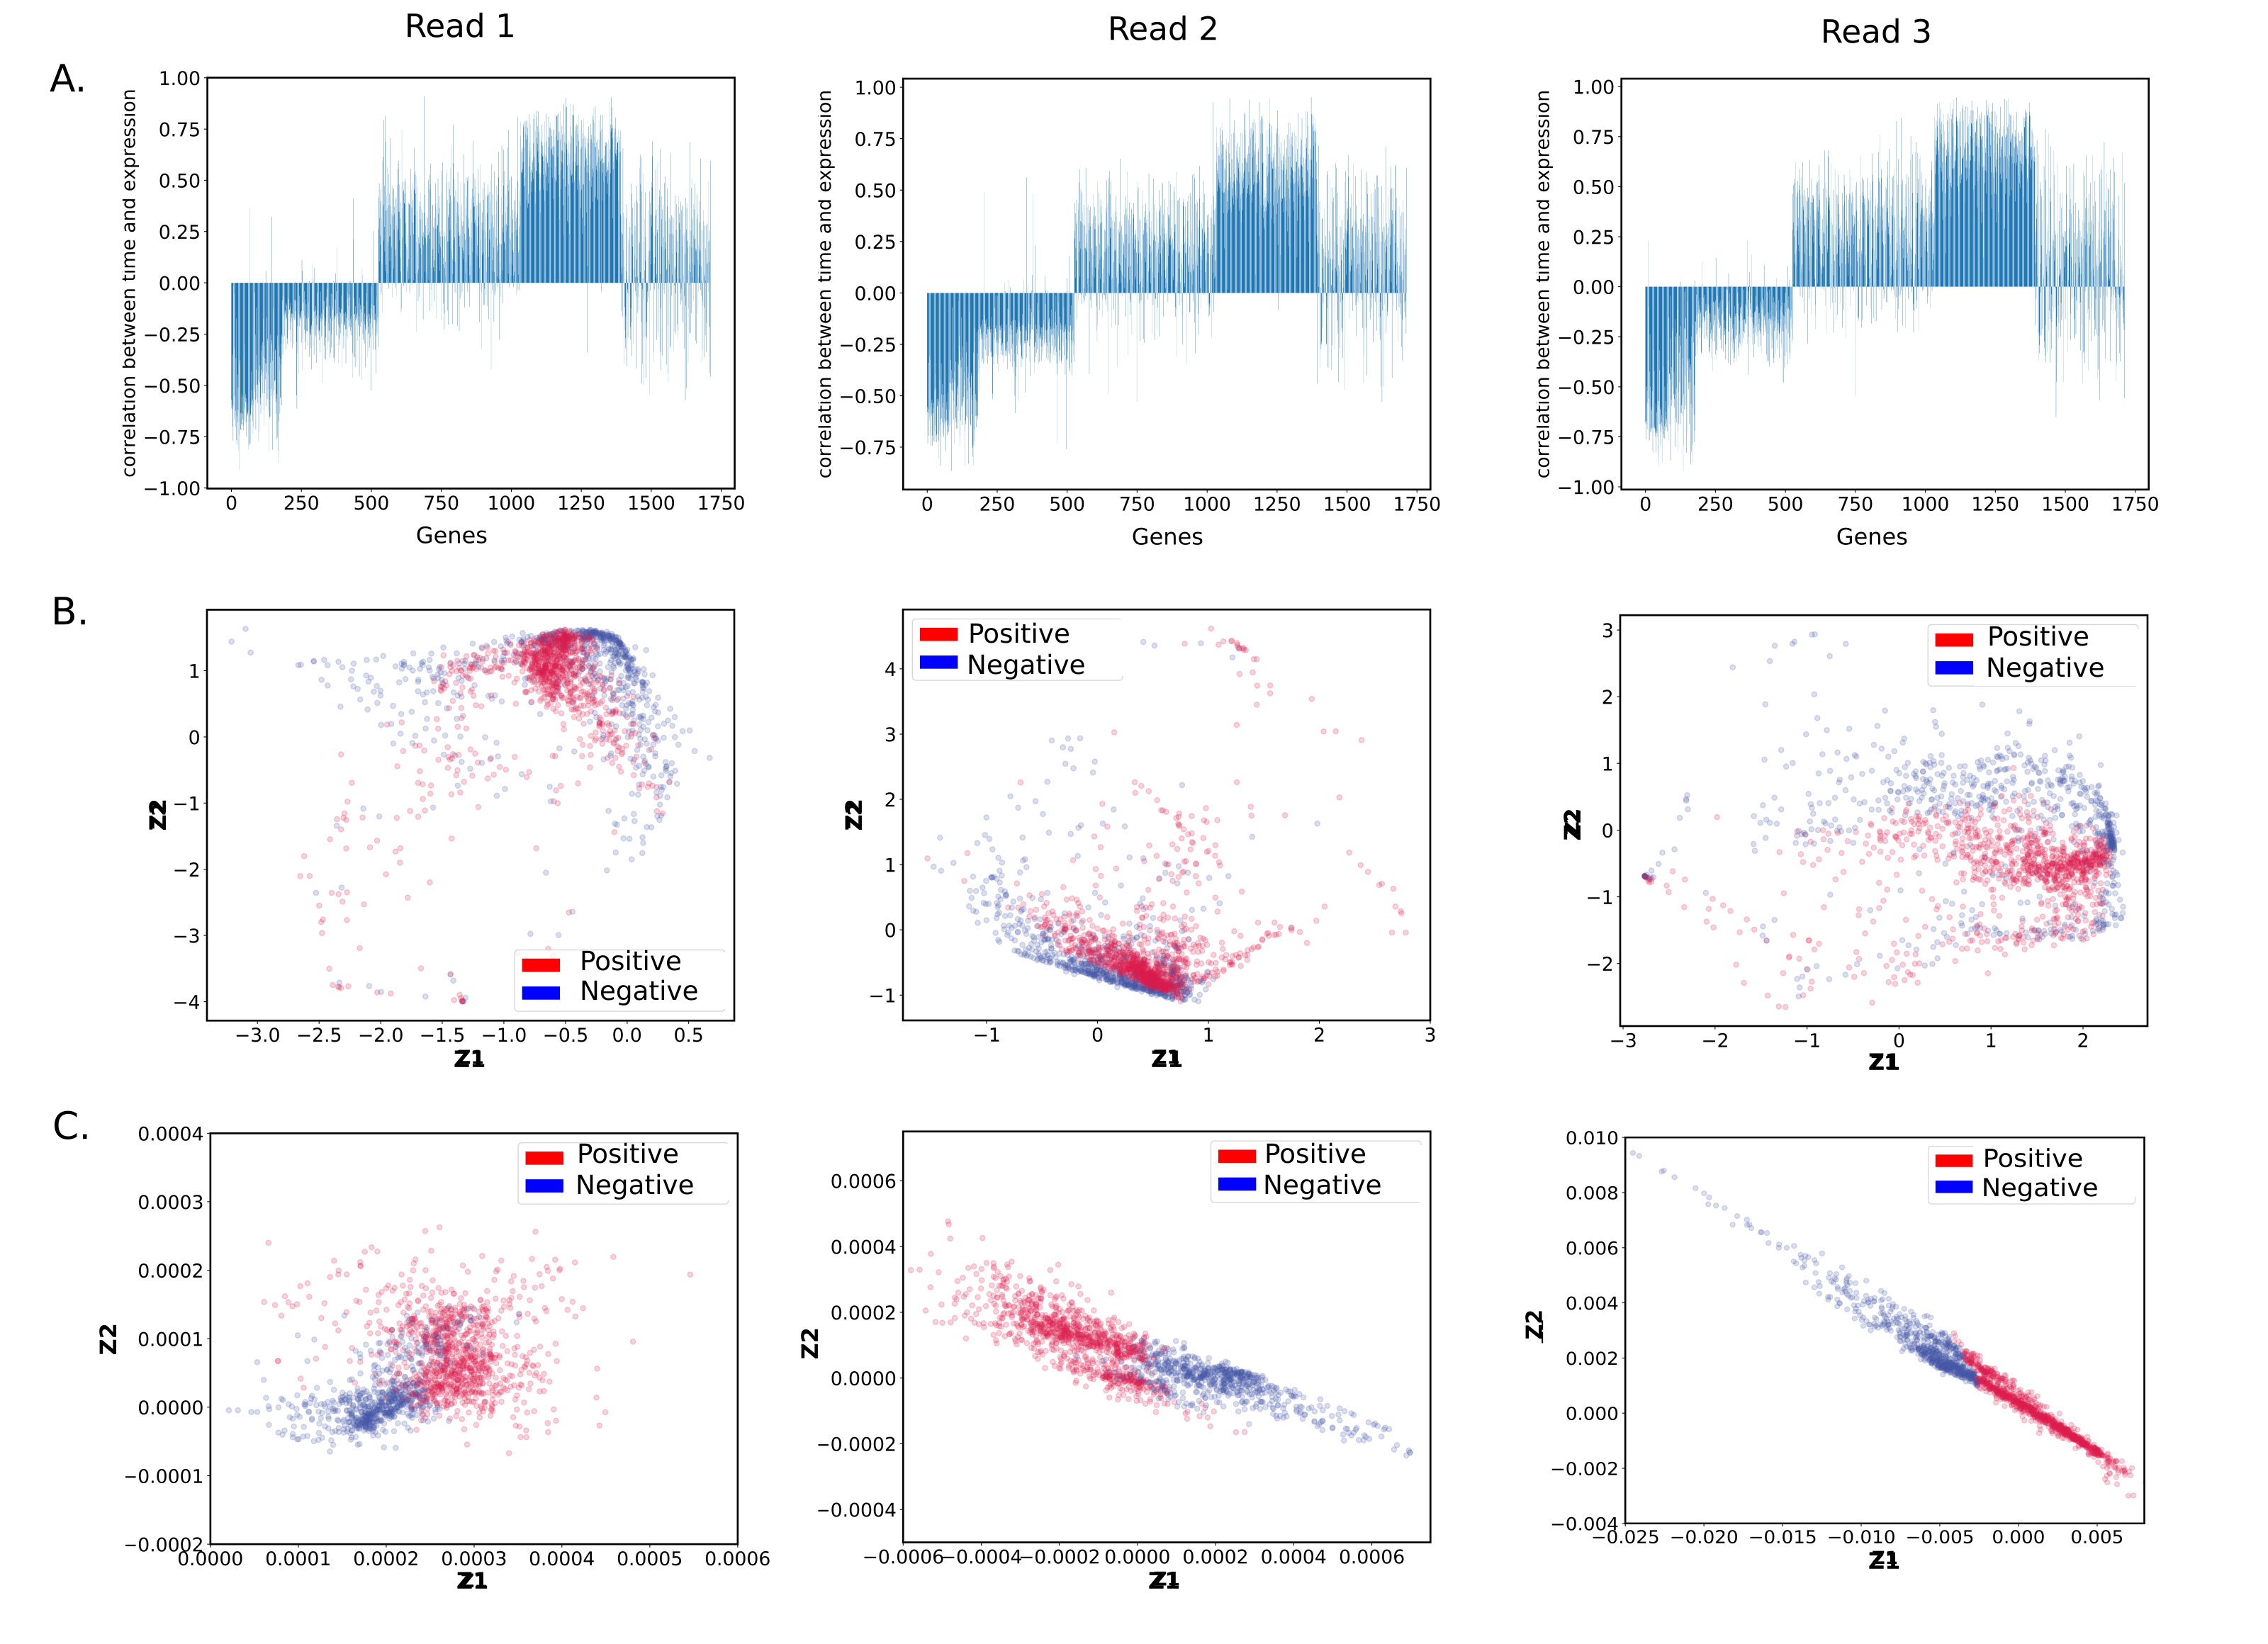 Read 1
Read 2
Read 3
A.
correlation between time and expression
1.00
0.75
0.50
0.25
0.00
−0.25
−0.50
−0.75
−1.00
0 250 500 750 1000 1250 1500 1750
Genes
correlation between time and expression
1.00
0.75
0.50
0.25
0.00
−0.25
−0.50
−0.75
0 250 500 750 1000 1250 1500 1750
Genes
correlation between time and expression
1.00
0.75
0.50
0.25
0.00
−0.25
−0.50
−0.75
−1.00
0 250 500 750 1000 1250 1500 1750
Genes
B.
Z2
1
0
−1
−2
−3
−4
Positive
Negative
−3.0 −2.5 −2.0 −1.5 −1.0 −0.5 0.0 0.5
Z1
Z2
Positive
Negative
4
3
2
1
0
−1
−1 0 1 2 3
Z1
Z2
Positive
Negative
3
2
1
0
−1
−2
−3 −2 −1 0 1 2
Z1
C.
Z2
Positive
Negative
0.0004
0.0003
0.0002
0.0001
0.0000
−0.0001
−0.0002
0.0000 0.0001 0.0002 0.0003 0.0004 0.0005 0.0006
Z1
Z2
Positive
Negative
0.0006
0.0004
0.0002
0.0000
−0.0002
−0.0004
−0.0006 −0.0004 −0.0002 0.0000 0.0002 0.0004 0.0006
Z1
Z2
Positive
Negative
0.010
0.008
0.006
0.004
0.002
0.000
−0.002
−0.004
−0.025 −0.020 −0.015 −0.010 −0.005 0.000 0.005
Z1